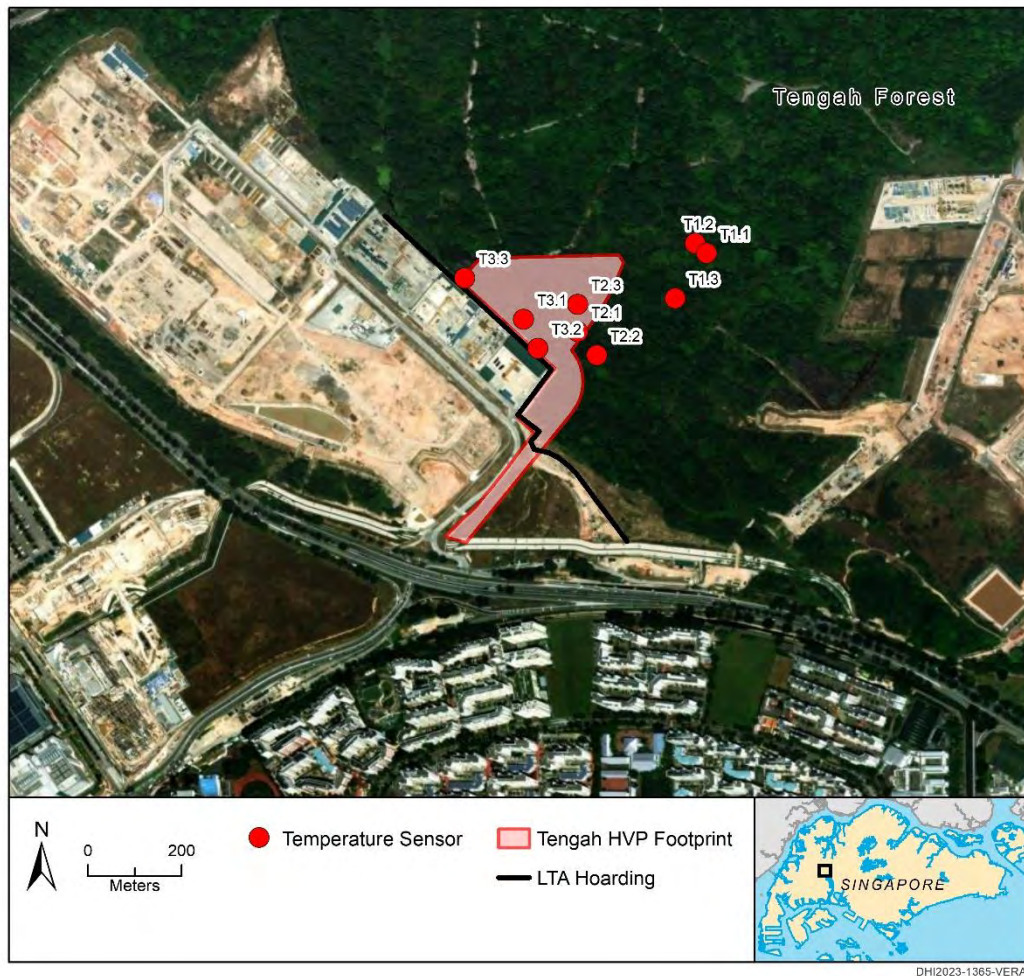 Tengah Forest
T1.2
T1.1
T3.3
T1.3
T2.3
T3.1
T2.1
T3.2
T2.2
N
0 200
Meters
Temperature Sensor
Tengah HVP Footprint
LTA Hoarding
SINGAPORE
DHI2023-1365-VERA